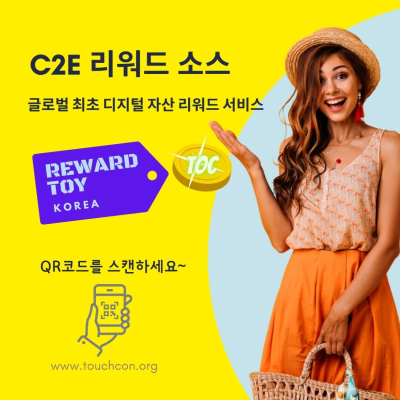 C2E 리워드 소스
글로벌 최초 디지털 자산 리워드 서비스
REWARD
TOY
KOREA
TOC
QR코드를 스캔하세요~
www.touchcon.org